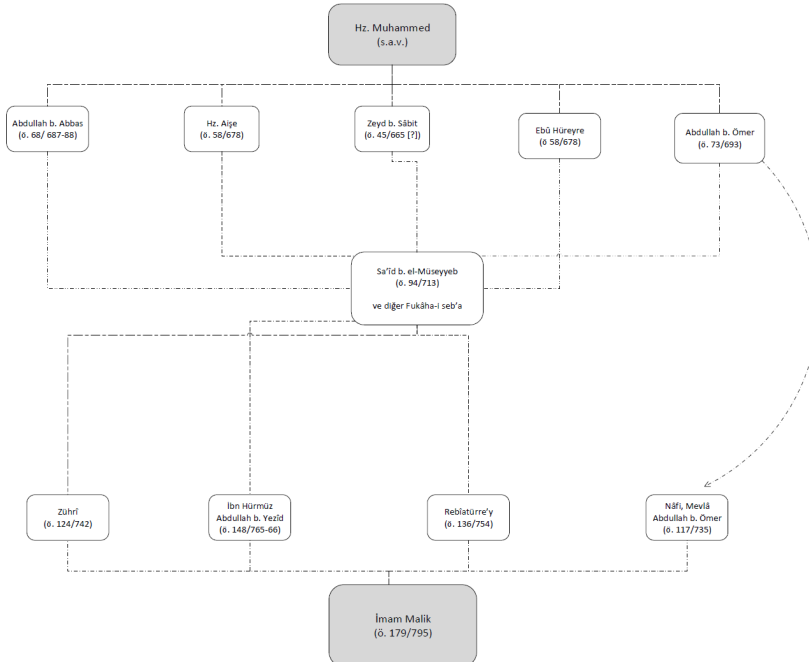 Hz. Muhammed
(s.a.v.)
Abdullah b. Abbas
(ö. 68/ 687-88)
Hz. Aişe
(ö. 58/678)
Zeyd b. Sâbit
(ö. 45/665 [?])
Ebû Hüreyre
(ö 58/678)
Abdullah b. Ömer
(ö. 73/693)
Sa'îd b. el-Müseyyeb
(ö. 94/713)
ve diğer Fukâha-i seb'a
Zührî
(ö. 124/742)
İbn Hürmüz
Abdullah b. Yezîd
(ö. 148/765-66)
Rebîatürre'y
(ö. 136/754)
Nâfi, Mevlâ
Abdullah b. Ömer
(ö. 117/735)
İmam Malik
(ö. 179/795)